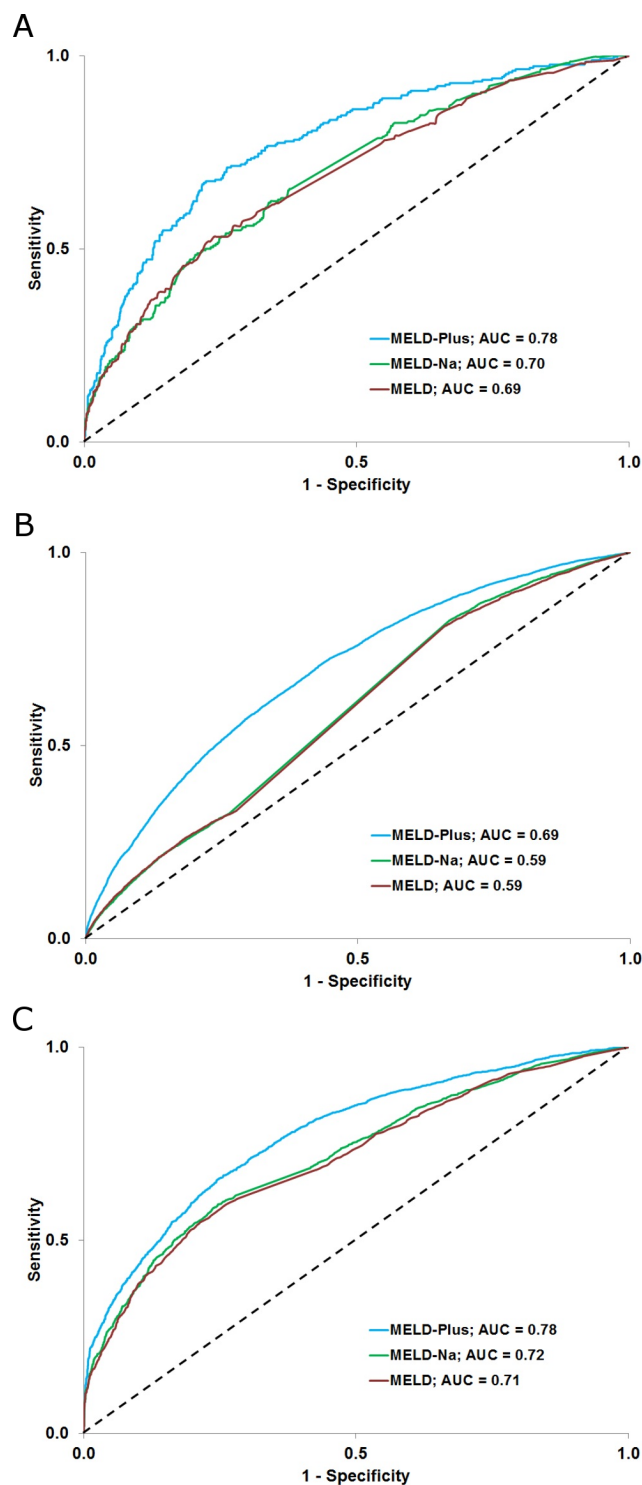 A
1.0
Sensitivity
0.5
MELD-Plus; AUC = 0.78
MELD-Na; AUC = 0.70
MELD; AUC = 0.69
0.0
0.0 0.5 1.0
1 - Specificity
B
1.0
Sensitivity
0.5
MELD-Plus; AUC = 0.69
MELD-Na; AUC = 0.59
MELD; AUC = 0.59
0.0
0.0 0.5 1.0
1 - Specificity
C
1.0
Sensitivity
0.5
MELD-Plus; AUC = 0.78
MELD-Na; AUC = 0.72
MELD; AUC = 0.71
0.0
0.0 0.5 1.0
1 - Specificity